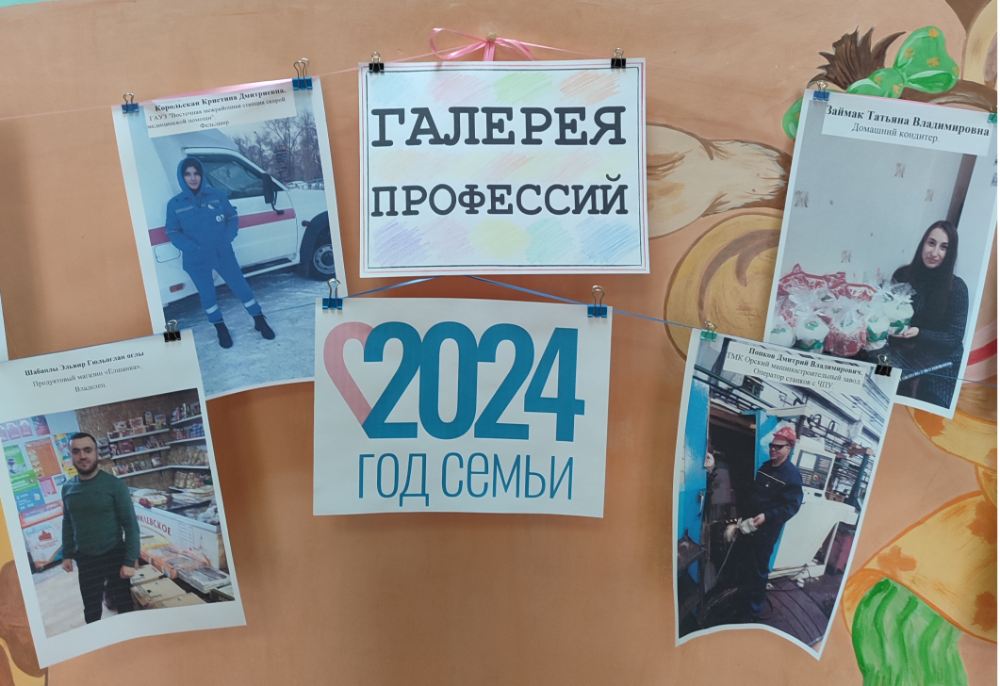 Корольская Кристина Дмитриевна.
ГАУЗ "Восточная межрайонная станция скорой
медицинской помощи".
Фельдшер.
03
ГАЛЕРЕЯ
ПРОФЕССИЙ
Займак Татьяна Владимировна
Домашний кондитер.
Шабанлы Эльвир Гюльоглан оглы
Продуктовый магазин «Елшанка».
Владелец
2024
год семьи
Попков Дмитрий Владимирович.
ТМК Орский машиностроительный завод
Оператор станков с ЧПУ